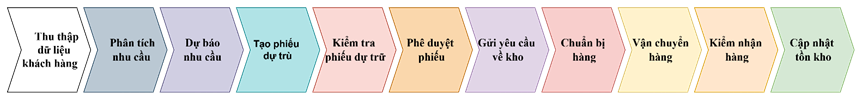 Thu thập
dữ liệu
khách hàng
Phân tích
nhu cầu
Dự báo
nhu cầu
Tạo phiếu
dự trù
Kiểm tra
phiếu dự trữ
Phê duyệt
phiếu
Gửi yêu cầu
về kho
Chuẩn bị
hàng
Vận chuyển
hàng
Kiểm nhận
hàng
Cập nhật
tồn kho